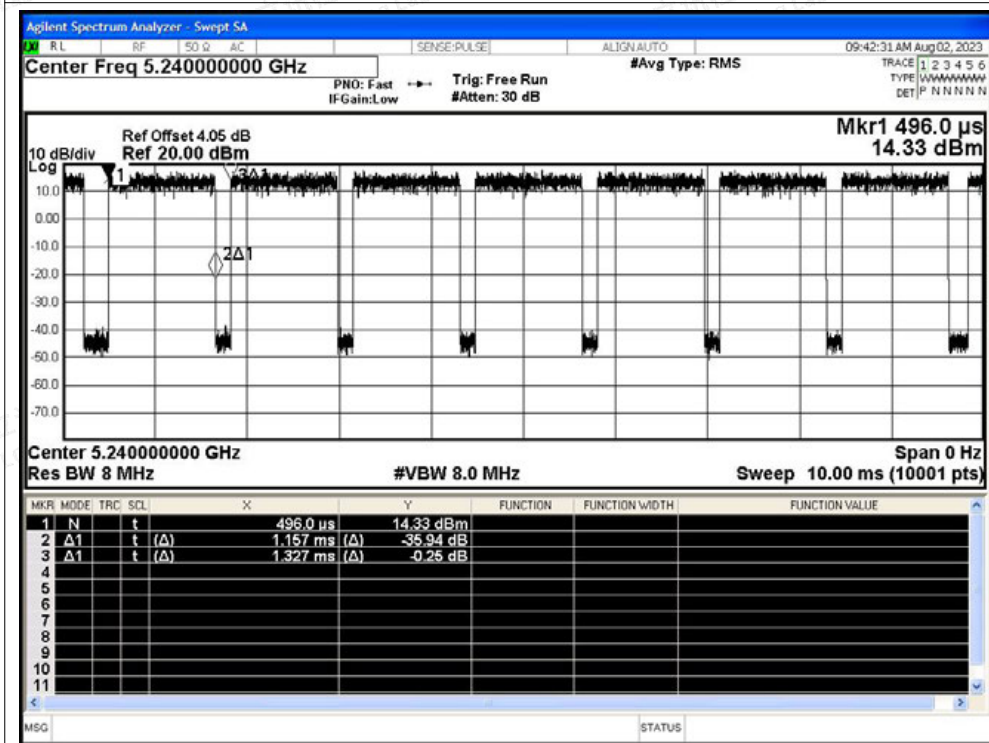 Agilent Spectrum Analyzer - Swept SA
LXI RL RF 50 Ω AC SENSE:PULSE ALIGN AUTO 09:42:31 AM Aug 02, 2023
Center Freq 5.240000000 GHz #Avg Type: RMS TRACE 1 2 3 4 5 6
PNO: Fast Trig: Free Run TYPE WWWWWW
IFGain:Low #Atten: 30 dB DET P N N N N N
Mkr1 496.0 µs
Ref Offset 4.05 dB
10 dB/div Ref 20.00 dBm 14.33 dBm
Log
1 3Δ1
10.0
0.00
-10.0
2Δ1
-20.0
-30.0
-40.0
-50.0
-60.0
-70.0
Center 5.240000000 GHz Span 0 Hz
Res BW 8 MHz #VBW 8.0 MHz Sweep 10.00 ms (10001 pts)
MKR MODE TRC SCL X Y FUNCTION FUNCTION WIDTH FUNCTION VALUE
1 N t 496.0 µs 14.33 dBm
2 Δ1 t (Δ) 1.157 ms (Δ) -35.94 dB
3 Δ1 t (Δ) 1.327 ms (Δ) -0.25 dB
4
5
6
7
8
9
10
11
MSG STATUS